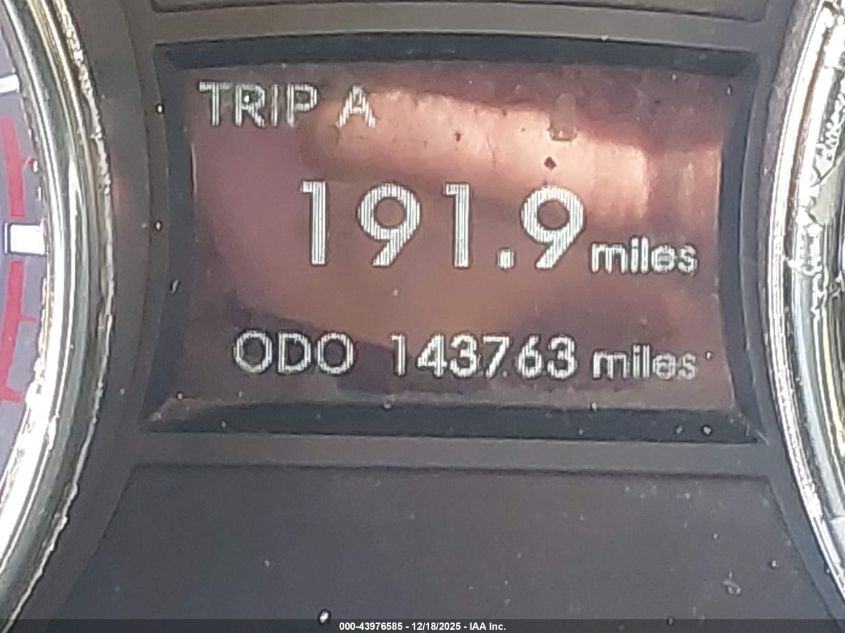 TRIP A
191.9 miles
ODO 143763 miles
000-43976585 - 12/18/2025 - IAA Inc.